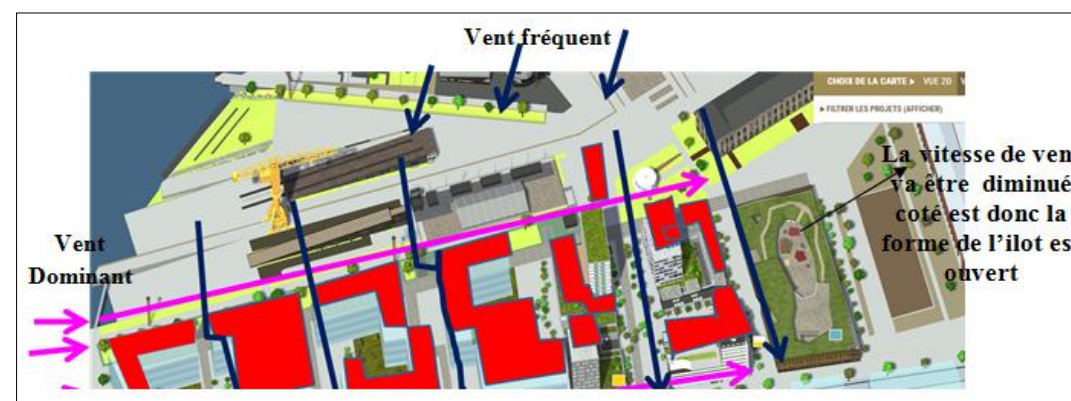 Vent fréquent
CHOIX DE LA CARTE ▸ VUE 2D V
▸ FILTRER LES PROJETS (AFFICHER)
Vent
Dominant
La vitesse de ven
va être diminué
coté est donc la
forme de l'ilot es
ouvert